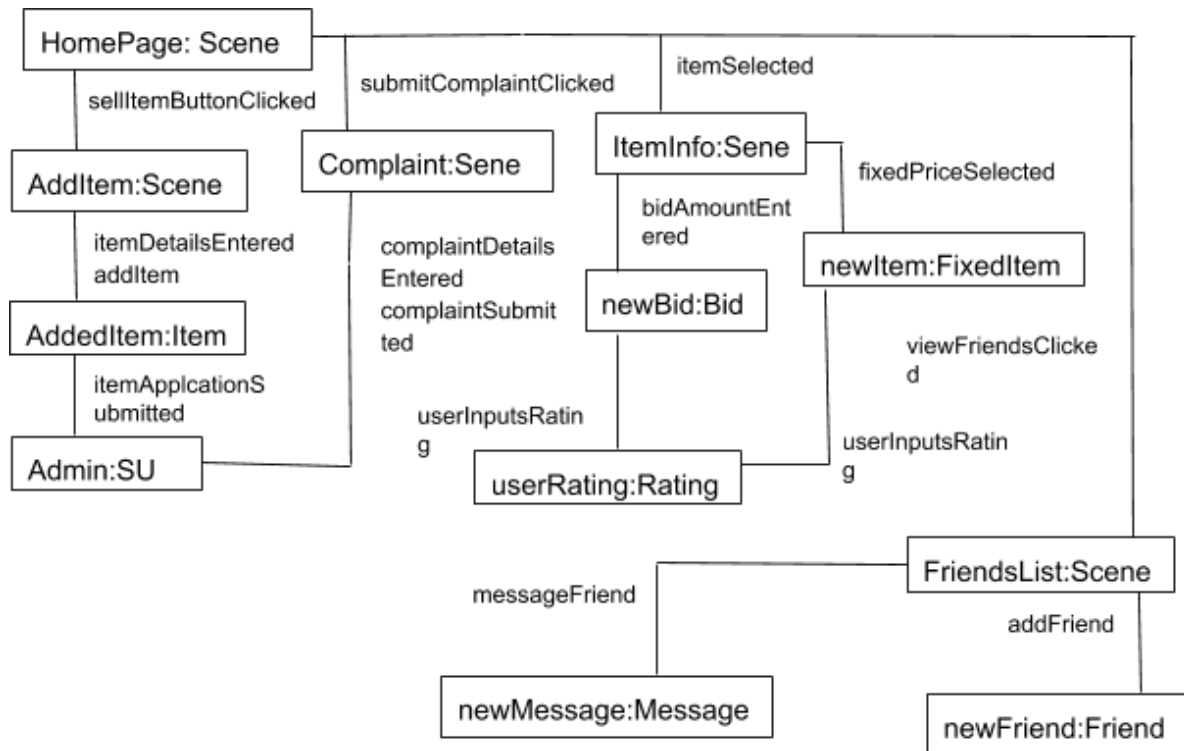 HomePage: Scene
submitComplaintClicked
itemSelected
sellItemButtonClicked
Complaint:Sene
ItemInfo:Sene
AddItem:Scene
fixedPriceSelected
bidAmountEnt
ered
itemDetailsEntered
addItem
complaintDetails
Entered
complaintSubmit
ted
newItem:FixedItem
newBid:Bid
AddedItem:Item
viewFriendsClicke
d
itemApplcationS
ubmitted
userInputsRatin
g
userInputsRatin
g
Admin:SU
userRating:Rating
FriendsList:Scene
messageFriend
addFriend
newMessage:Message
newFriend:Friend